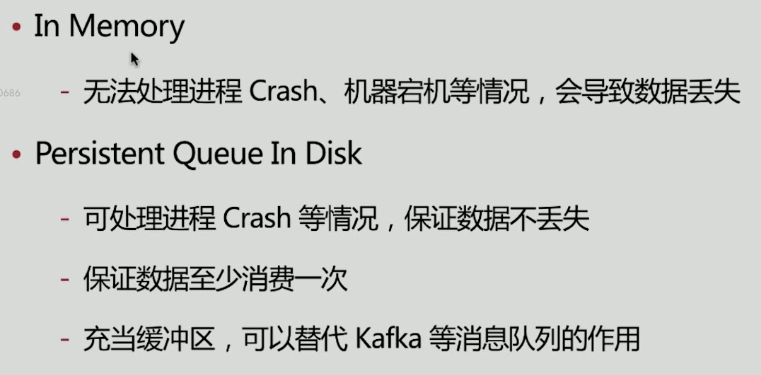 • In Memory
0686
- 无法处理进程 Crash、机器宕机等情况，会导致数据丢失
• Persistent Queue In Disk
- 可处理进程 Crash 等情况，保证数据不丢失
- 保证数据至少消费一次
- 充当缓冲区，可以替代 Kafka 等消息队列的作用